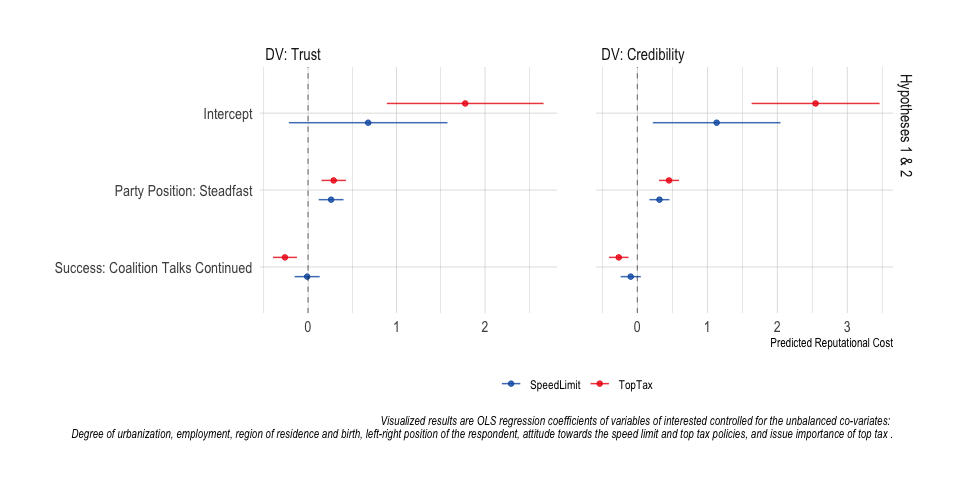 DV: Trust
DV: Credibility
Hypotheses 1 & 2
Intercept
Party Position: Steadfast
Success: Coalition Talks Continued
0 1 2
0 1 2 3
Predicted Reputational Cost
SpeedLimit TopTax
Visualized results are OLS regression coefficients of variables of interested controlled for the unbalanced co-variates:
Degree of urbanization, employment, region of residence and birth, left-right position of the respondent, attitude towards the speed limit and top tax policies, and issue importance of top tax .